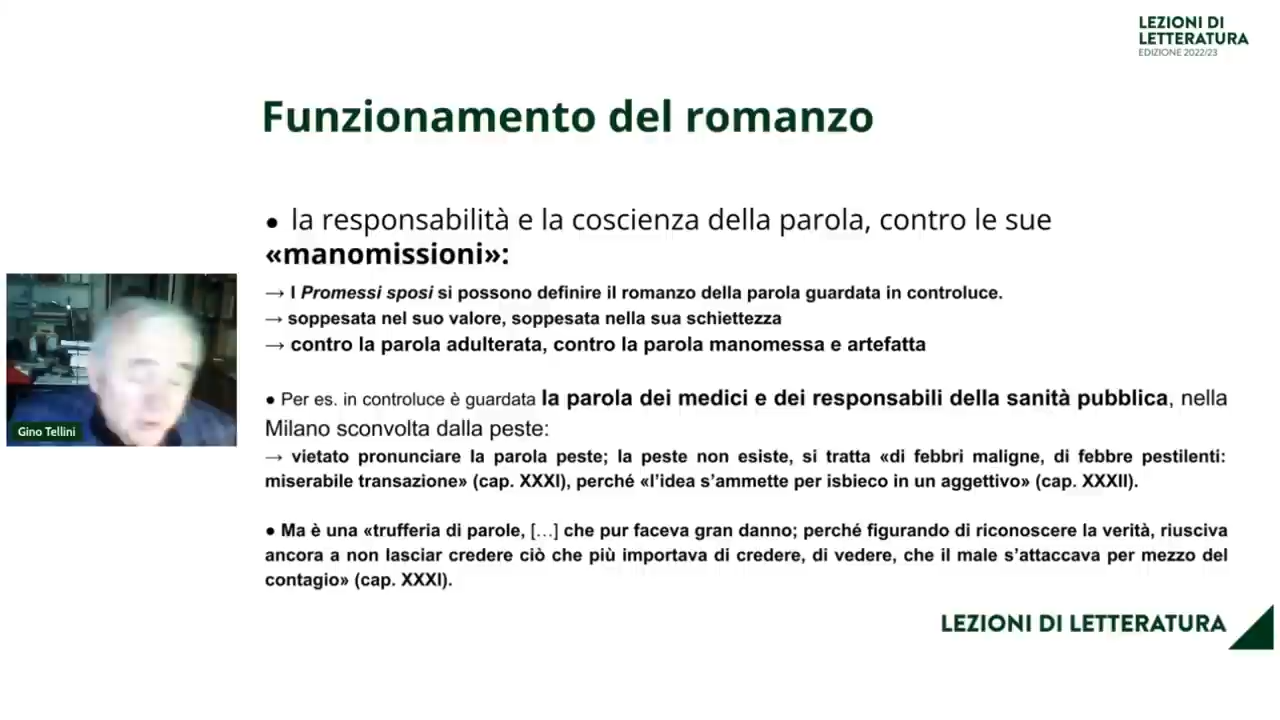 LEZIONI DI
LETTERATURA
EDIZIONE 2022/23
Funzionamento del romanzo
● la responsabilità e la coscienza della parola, contro le sue
«manomissioni»:
→ I Promessi sposi si possono definire il romanzo della parola guardata in controluce.
→ soppesata nel suo valore, soppesata nella sua schiettezza
→ contro la parola adulterata, contro la parola manomessa e artefatta
● Per es. in controluce è guardata la parola dei medici e dei responsabili della sanità pubblica, nella
Milano sconvolta dalla peste:
→ vietato pronunciare la parola peste; la peste non esiste, si tratta «di febbri maligne, di febbre pestilenti:
miserabile transazione» (cap. XXXI), perché «l’idea s’ammette per isbieco in un aggettivo» (cap. XXXII).
● Ma è una «trufferia di parole, […] che pur faceva gran danno; perché figurando di riconoscere la verità, riusciva
ancora a non lasciar credere ciò che più importava di credere, di vedere, che il male s’attaccava per mezzo del
contagio» (cap. XXXI).
Gino Tellini
LEZIONI DI LETTERATURA